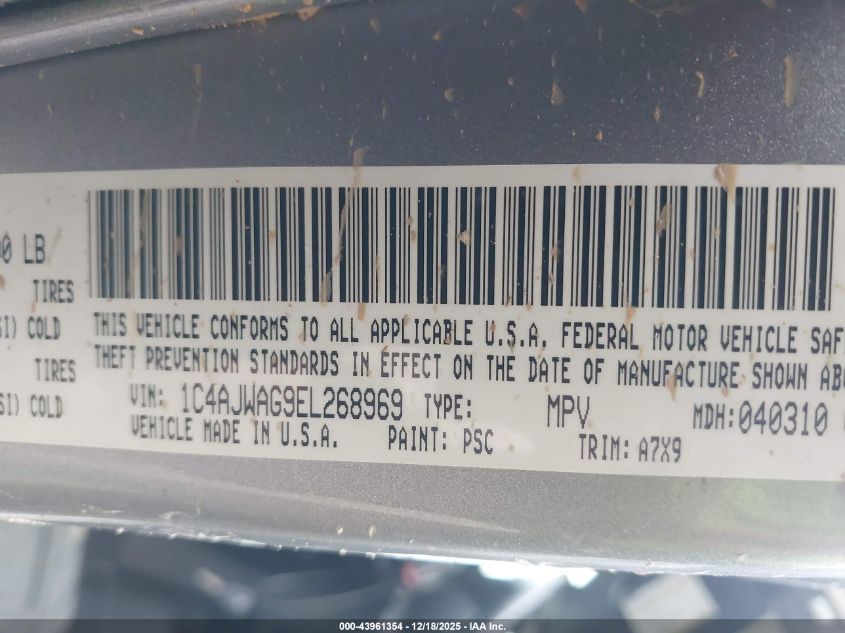 00 LB
TIRES
SI) COLD
TIRES
SI) COLD
THIS VEHICLE CONFORMS TO ALL APPLICABLE U.S.A. FEDERAL MOTOR VEHICLE SAF
THEFT PREVENTION STANDARDS IN EFFECT ON THE DATE OF MANUFACTURE SHOWN ABO
VIN: 1C4AJWAG9EL268969 TYPE: MPV MDH:040310
VEHICLE MADE IN U.S.A. PAINT: PSC TRIM: A7X9
000-43961354 - 12/18/2025 - IAA Inc.